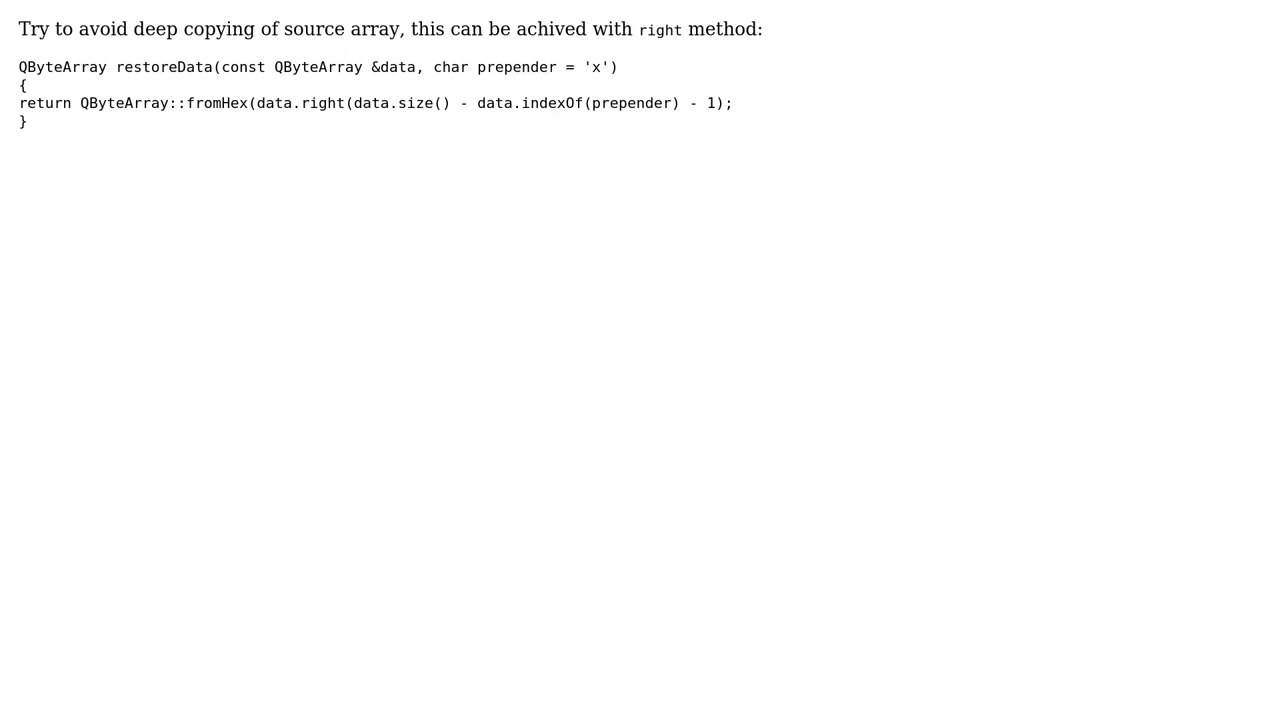 Try to avoid deep copying of source array, this can be achived with right method:
QByteArray restoreData(const QByteArray &data, char prepender = 'x')
{
return QByteArray::fromHex(data.right(data.size() - data.indexOf(prepender) - 1);
}